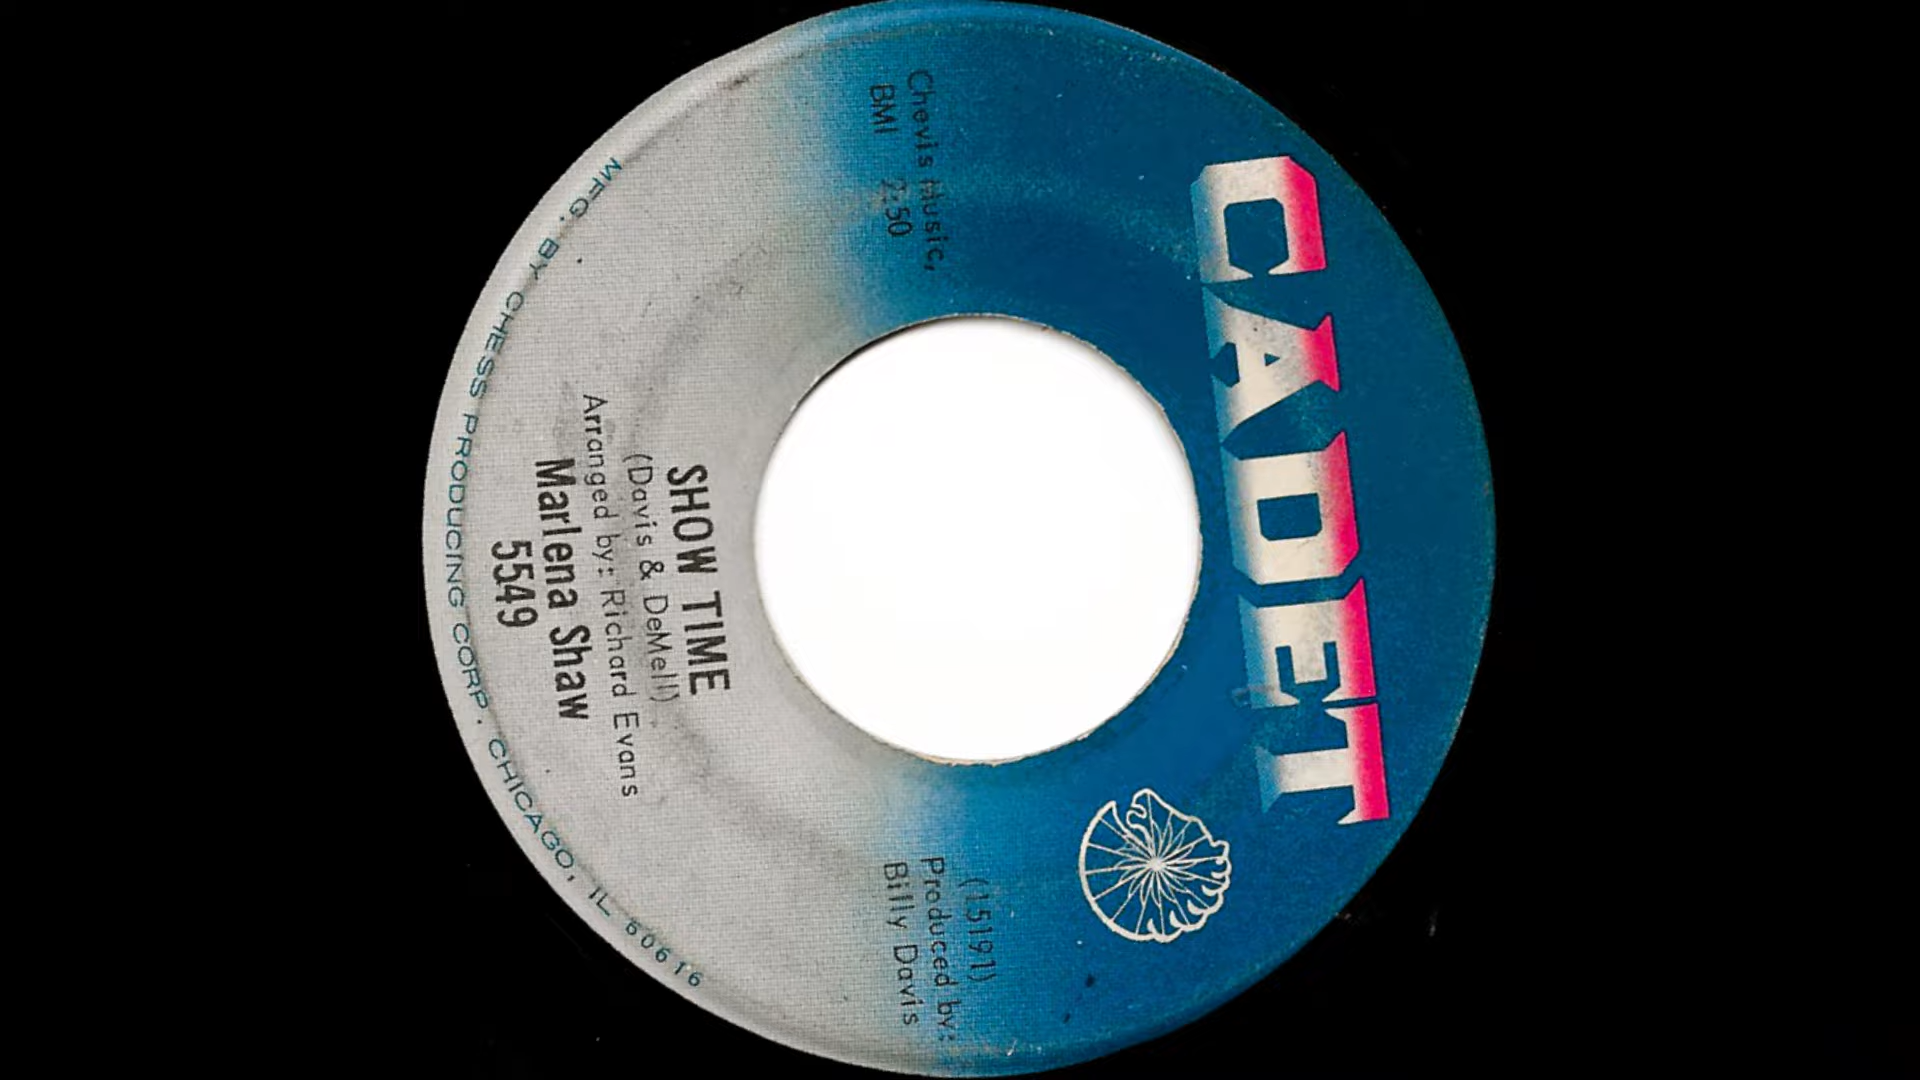 CADET
Chevis Music,
BMI 2:50
(15191)
Produced by:
Billy Davis
SHOW TIME
(Davis & DeMell)
Arranged by: Richard Evans
Marlena Shaw
5549
MFG. BY CHESS PRODUCING CORP. CHICAGO, IL 60616